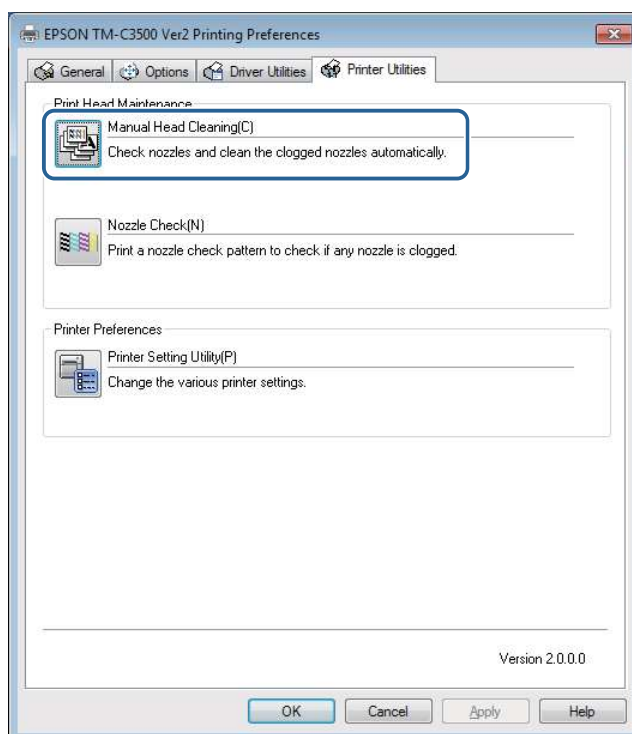 EPSON TM-C3500 Ver2 Printing Preferences
General Options Driver Utilities Printer Utilities
Print Head Maintenance
Manual Head Cleaning(C)
Check nozzles and clean the clogged nozzles automatically.
Nozzle Check(N)
Print a nozzle check pattern to check if any nozzle is clogged.
Printer Preferences
Printer Setting Utility(P)
Change the various printer settings.
Version 2.0.0.0
OK Cancel Apply Help